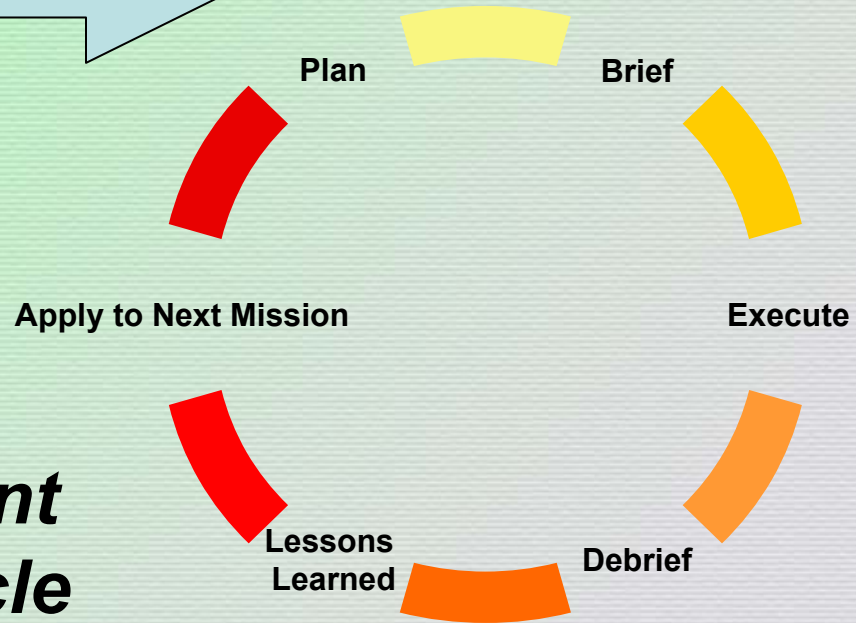 Plan
Brief
Apply to Next Mission
Execute
Lessons
Learned
Debrief
nt
cle